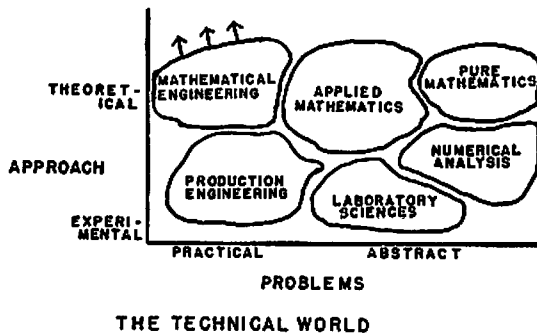 THEORET-
ICAL
APPROACH
EXPERI-
MENTAL
MATHEMATICAL
ENGINEERING
APPLIED
MATHEMATICS
PURE
MATHEMATICS
PRODUCTION
ENGINEERING
LABORATORY
SCIENCES
NUMERICAL
ANALYSIS
PRACTICAL
ABSTRACT
PROBLEMS
THE TECHNICAL WORLD